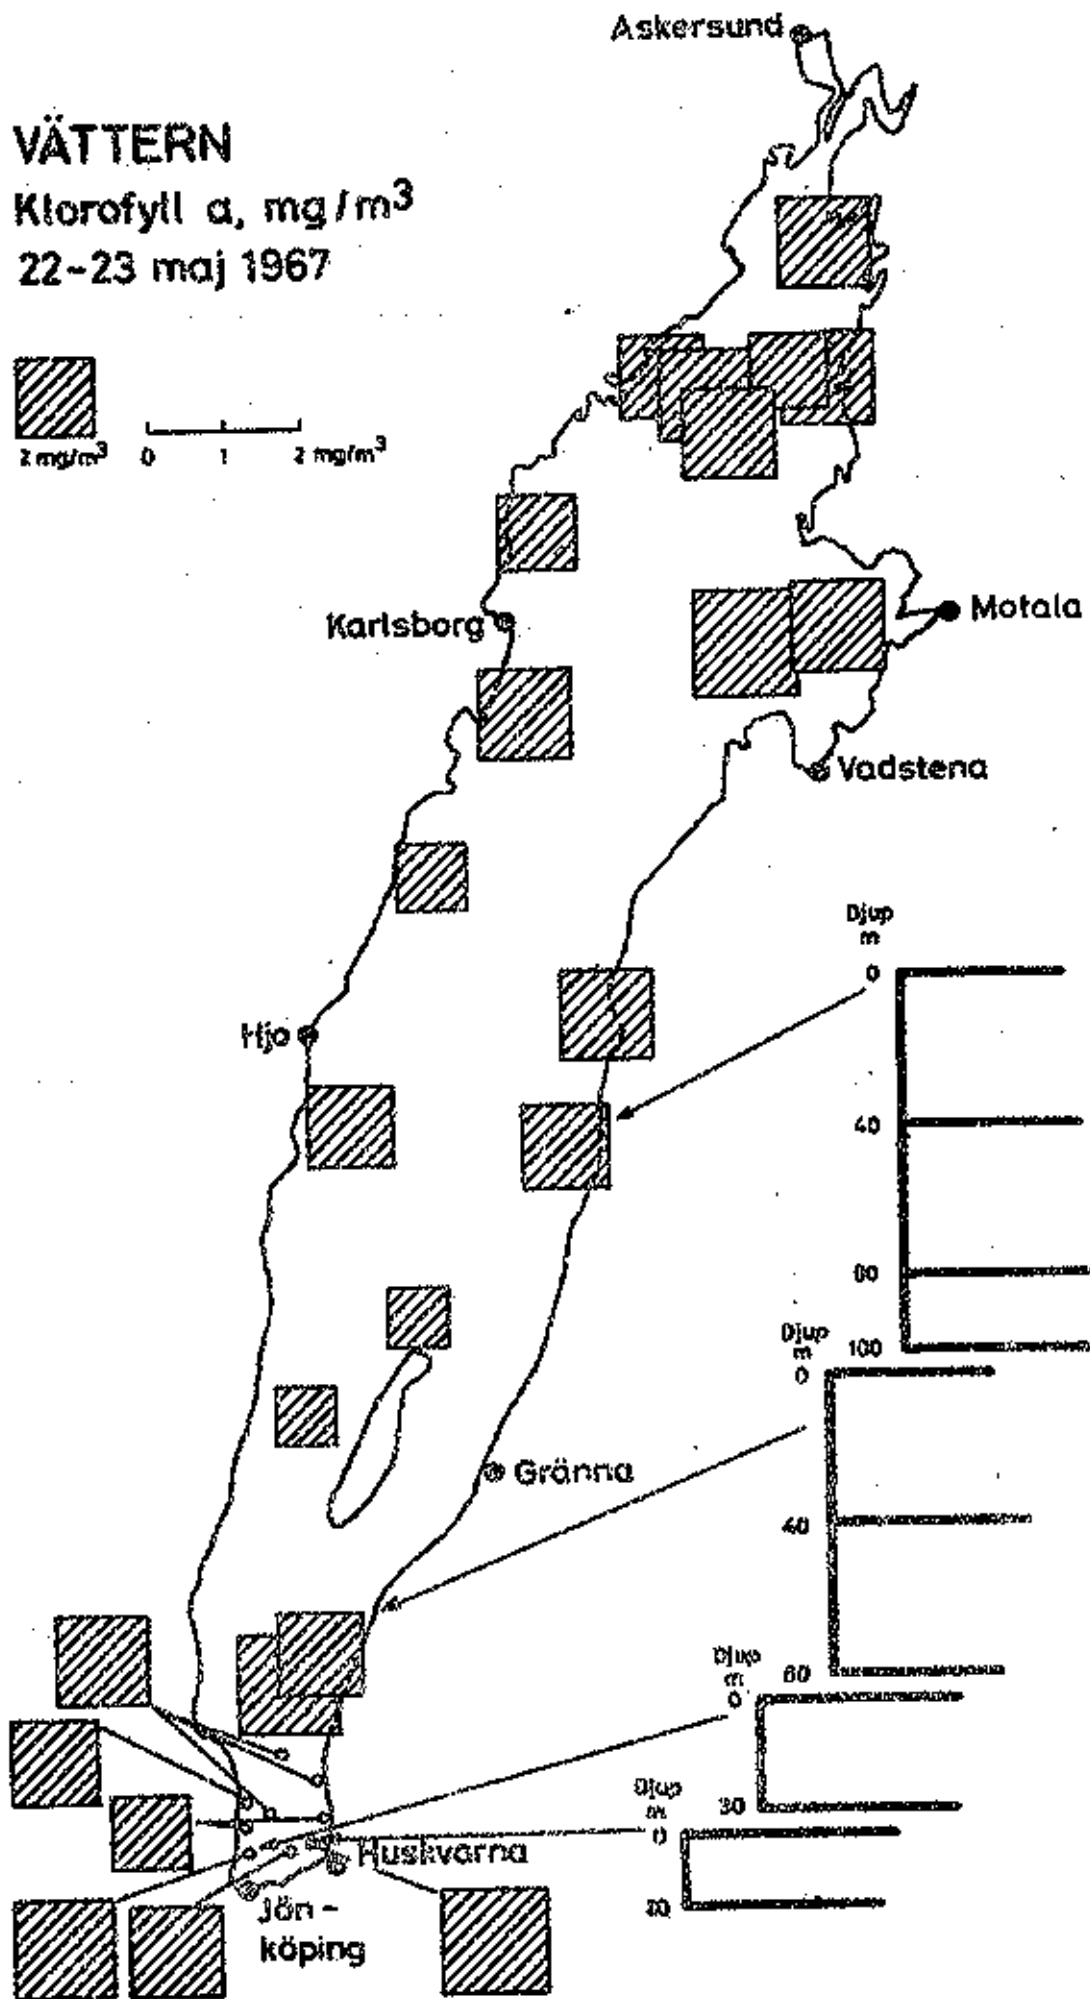 Askersund
VÄTTERN
Klorofyll a, mg/m³
22-23 maj 1967
2 mg/m³
0 1 2 mg/m³
Karlsborg
Motala
Vadstena
Djup
m
0
Hjo
40
80
100
Djup
m
0
Gränna
40
60
Djup
m
0
30
Djup
m
0
Huskvarna
20
Jön-
köping